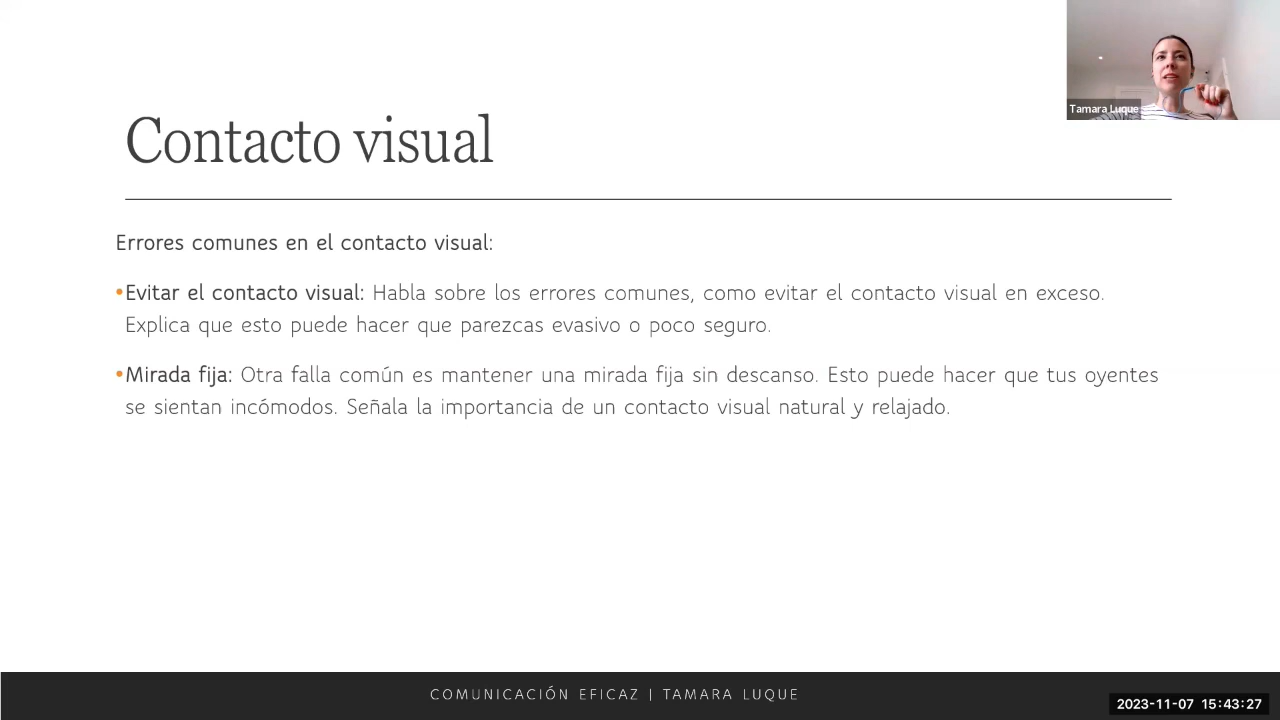 Tamara Luque
Contacto visual
Errores comunes en el contacto visual:
•Evitar el contacto visual: Habla sobre los errores comunes, como evitar el contacto visual en exceso.
Explica que esto puede hacer que parezcas evasivo o poco seguro.
•Mirada fija: Otra falla común es mantener una mirada fija sin descanso. Esto puede hacer que tus oyentes
se sientan incómodos. Señala la importancia de un contacto visual natural y relajado.
COMUNICACIÓN EFICAZ | TAMARA LUQUE
2023-11-07 15:43:27